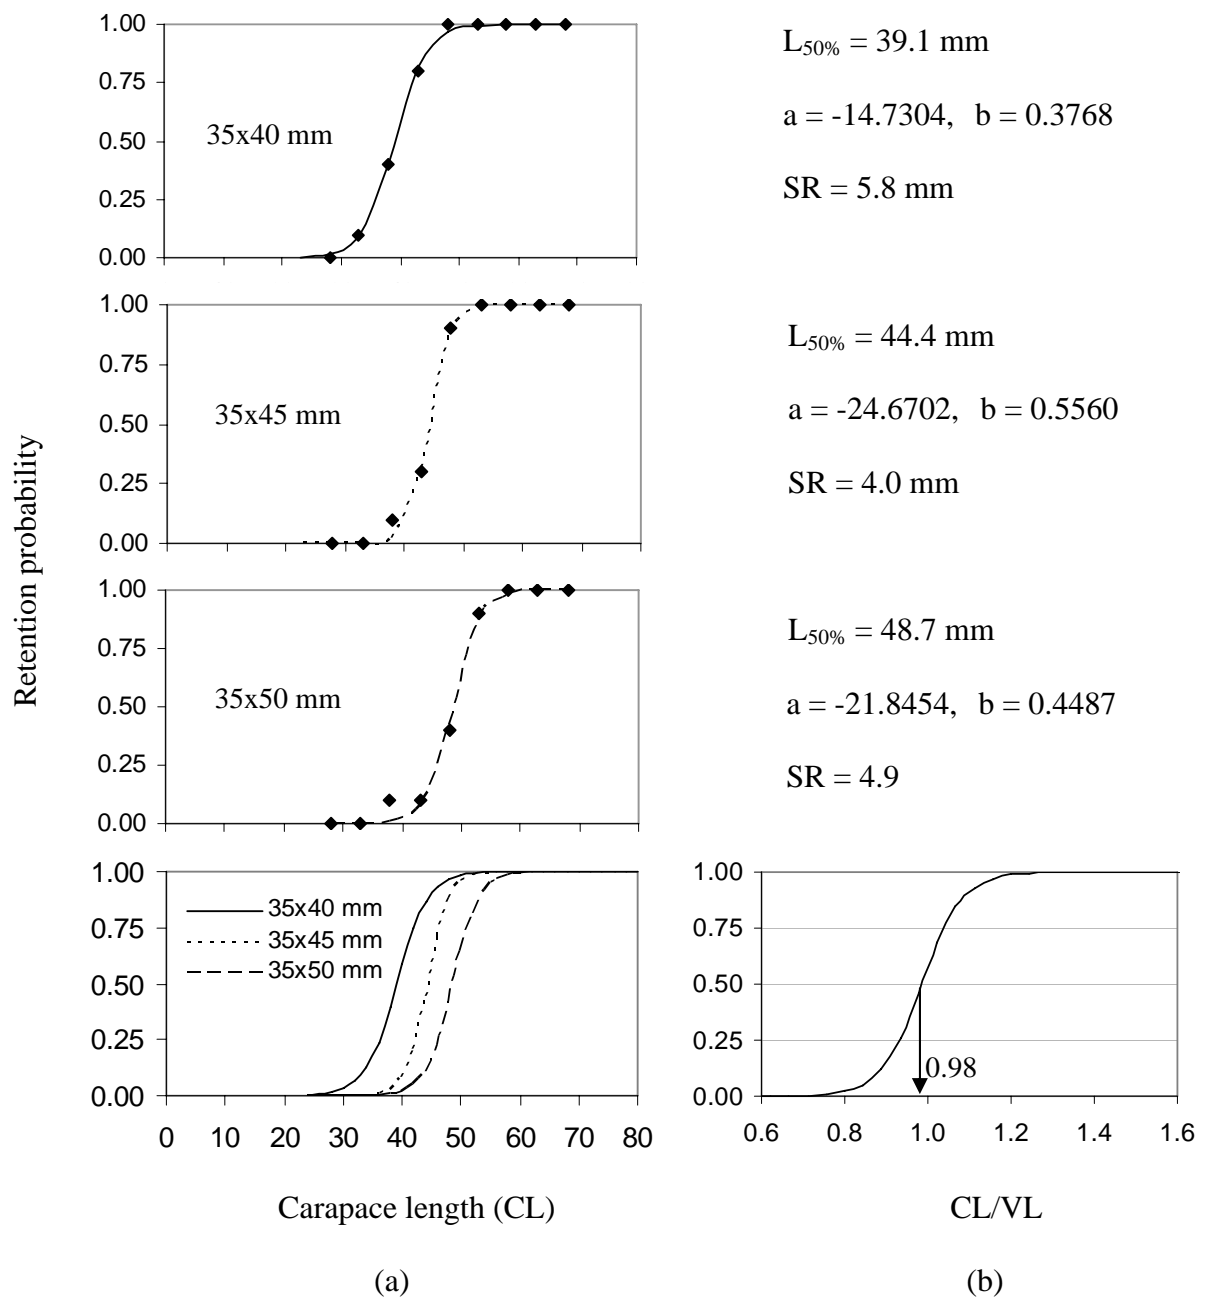 1.00
0.75
0.50
0.25
0.00
35x40 mm
L50% = 39.1 mm
a = -14.7304, b = 0.3768
SR = 5.8 mm
1.00
0.75
0.50
0.25
0.00
35x45 mm
L50% = 44.4 mm
a = -24.6702, b = 0.5560
SR = 4.0 mm
Retention probability
1.00
0.75
0.50
0.25
0.00
35x50 mm
L50% = 48.7 mm
a = -21.8454, b = 0.4487
SR = 4.9
1.00
0.75
0.50
0.25
0.00
35x40 mm
35x45 mm
35x50 mm
0 10 20 30 40 50 60 70 80
Carapace length (CL)
(a)
1.00
0.75
0.50
0.25
0.00
0.98
0.6 0.8 1.0 1.2 1.4 1.6
CL/VL
(b)